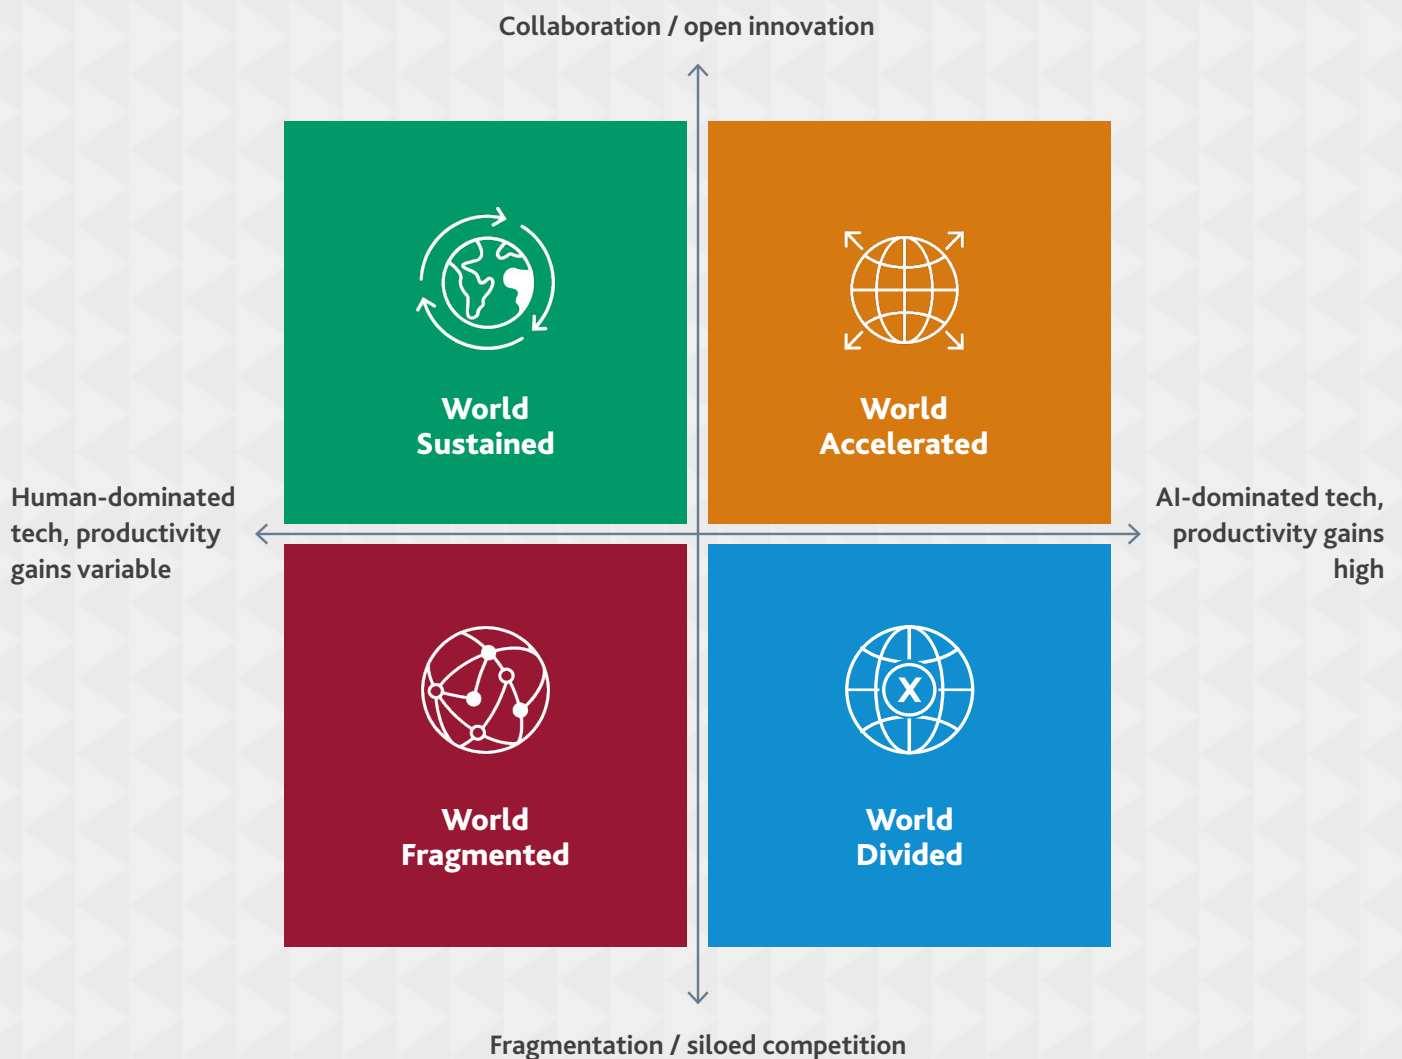 Collaboration / open innovation
World
Sustained
World
Accelerated
Human-dominated
tech, productivity
gains variable
AI-dominated tech,
productivity gains
high
X
World
Fragmented
World
Divided
Fragmentation / siloed competition